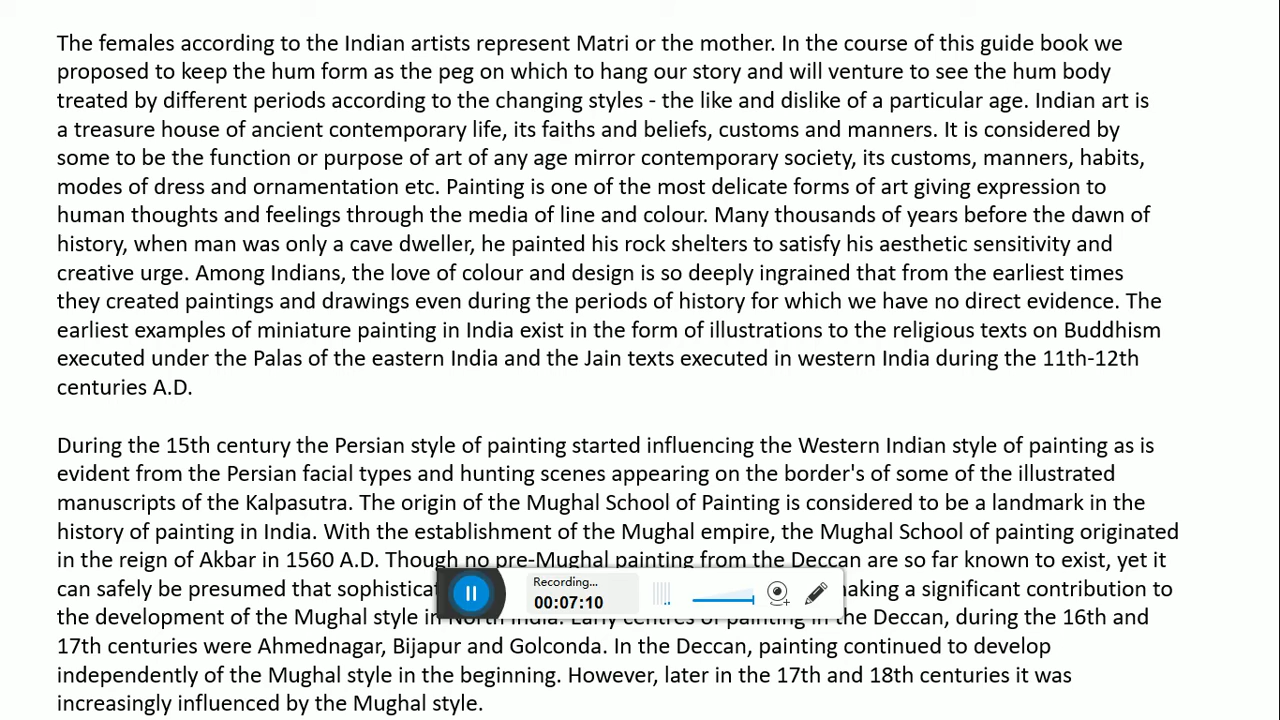 The females according to the Indian artists represent Matri or the mother. In the course of this guide book we
proposed to keep the hum form as the peg on which to hang our story and will venture to see the hum body
treated by different periods according to the changing styles - the like and dislike of a particular age. Indian art is
a treasure house of ancient contemporary life, its faiths and beliefs, customs and manners. It is considered by
some to be the function or purpose of art of any age mirror contemporary society, its customs, manners, habits,
modes of dress and ornamentation etc. Painting is one of the most delicate forms of art giving expression to
human thoughts and feelings through the media of line and colour. Many thousands of years before the dawn of
history, when man was only a cave dweller, he painted his rock shelters to satisfy his aesthetic sensitivity and
creative urge. Among Indians, the love of colour and design is so deeply ingrained that from the earliest times
they created paintings and drawings even during the periods of history for which we have no direct evidence. The
earliest examples of miniature painting in India exist in the form of illustrations to the religious texts on Buddhism
executed under the Palas of the eastern India and the Jain texts executed in western India during the 11th-12th
centuries A.D.
During the 15th century the Persian style of painting started influencing the Western Indian style of painting as is
evident from the Persian facial types and hunting scenes appearing on the border's of some of the illustrated
manuscripts of the Kalpasutra. The origin of the Mughal School of Painting is considered to be a landmark in the
history of painting in India. With the establishment of the Mughal empire, the Mughal School of painting originated
in the reign of Akbar in 1560 A.D. Though no pre-Mughal painting from the Deccan are so far known to exist, yet it
can safely be presumed that a significant contribution to
the development of the Mughal style in North India. Early centres of painting in the Deccan, during the 16th and
17th centuries were Ahmednagar, Bijapur and Golconda. In the Deccan, painting continued to develop
independently of the Mughal style in the beginning. However, later in the 17th and 18th centuries it was
increasingly influenced by the Mughal style.
Recording...
00:07:10